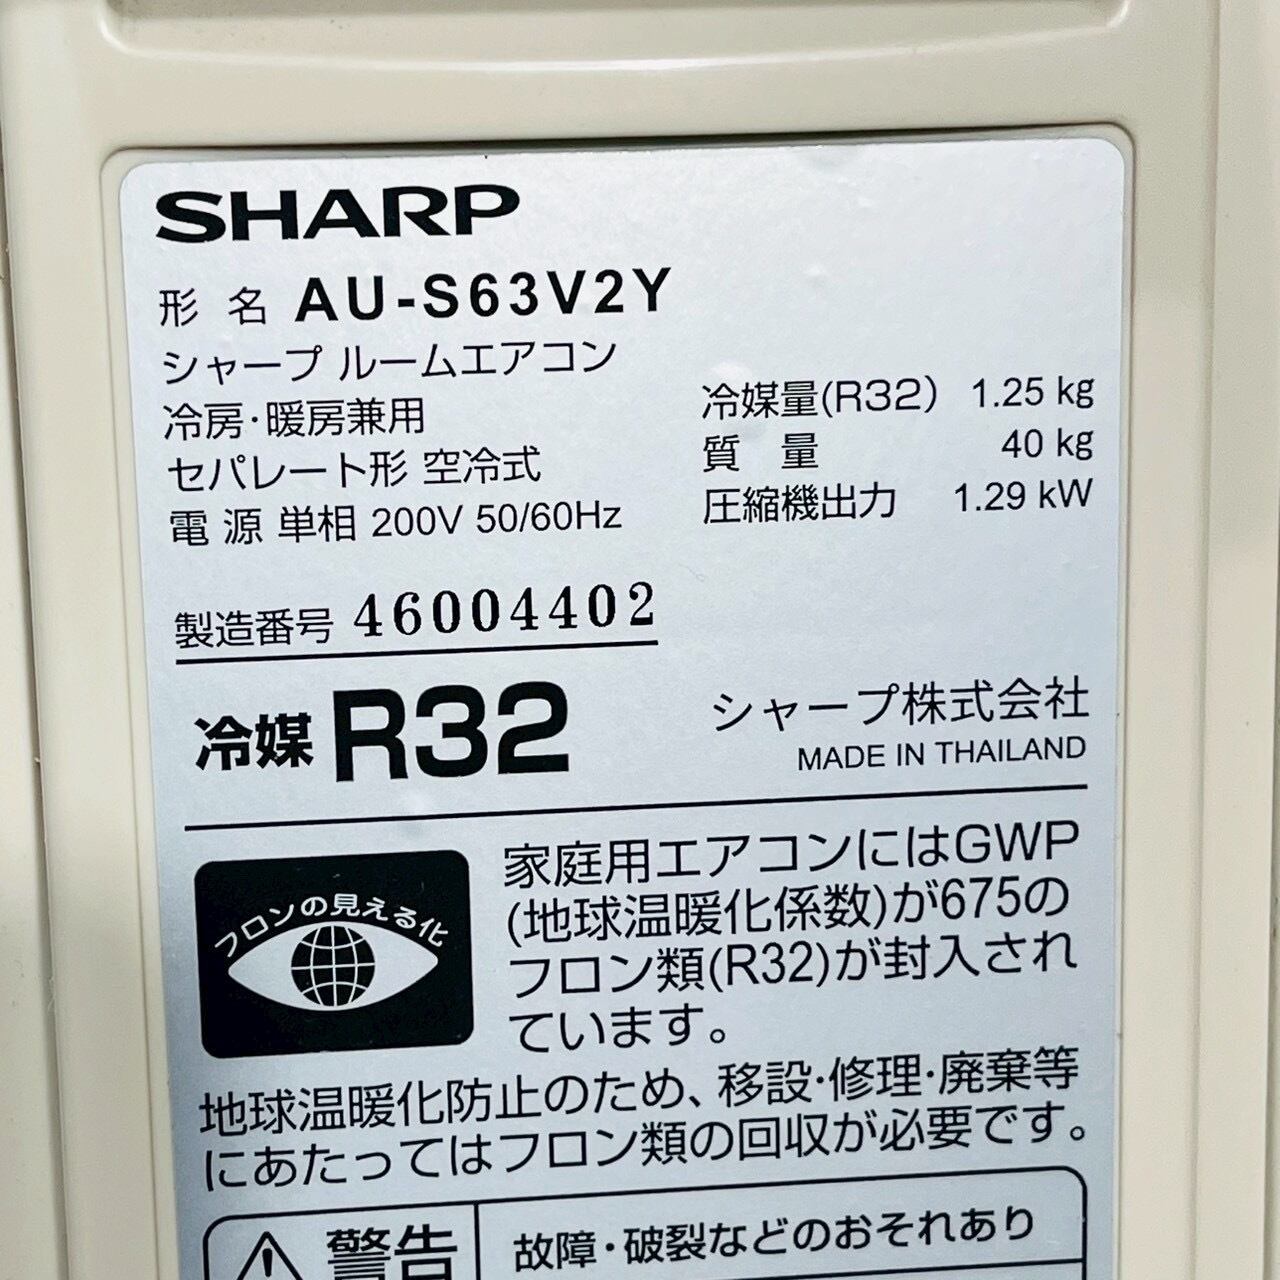 SHARP
形 名 AU-S63V2Y
シャープ ルームエアコン
冷房·暖房兼用
セパレート形 空冷式
電 源 単相 200V 50/60Hz
冷媒量(R32) 1.25 kg
質 量 40 kg
圧縮機出力 1.29 kW
製造番号 46004402
冷媒 R32
シャープ株式会社
MADE IN THAILAND
フロンの見える化
家庭用エアコンにはGWP
(地球温暖化係数)が675の
フロン類(R32)が封入され
ています。
地球温暖化防止のため、移設·修理·廃棄等
にあたってはフロン類の回収が必要です。
警告
故障·破裂などのおそれあり